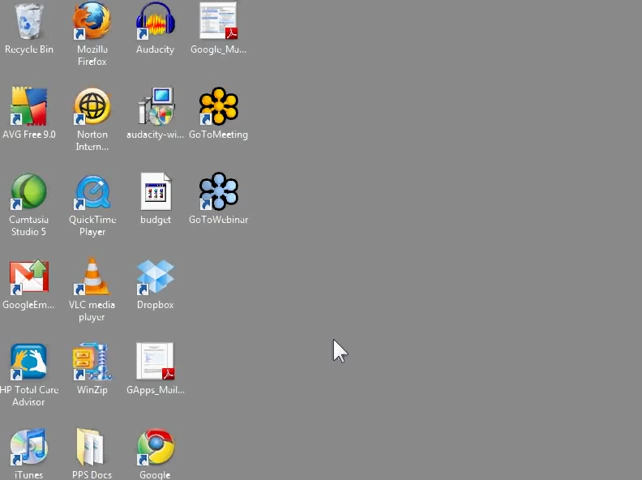 Recycle Bin
Mozilla
Firefox
Audacity
Google_Ma...
AVG Free 9.0
Norton
Intern...
audacity-wi...
GoToMeeting
Camtasia
Studio 5
QuickTime
Player
budget
GoToWebinar
GoogleEm...
VLC media
player
Dropbox
HP Total Care
Advisor
WinZip
GApps_Mail...
iTunes
PPS Docs
Google